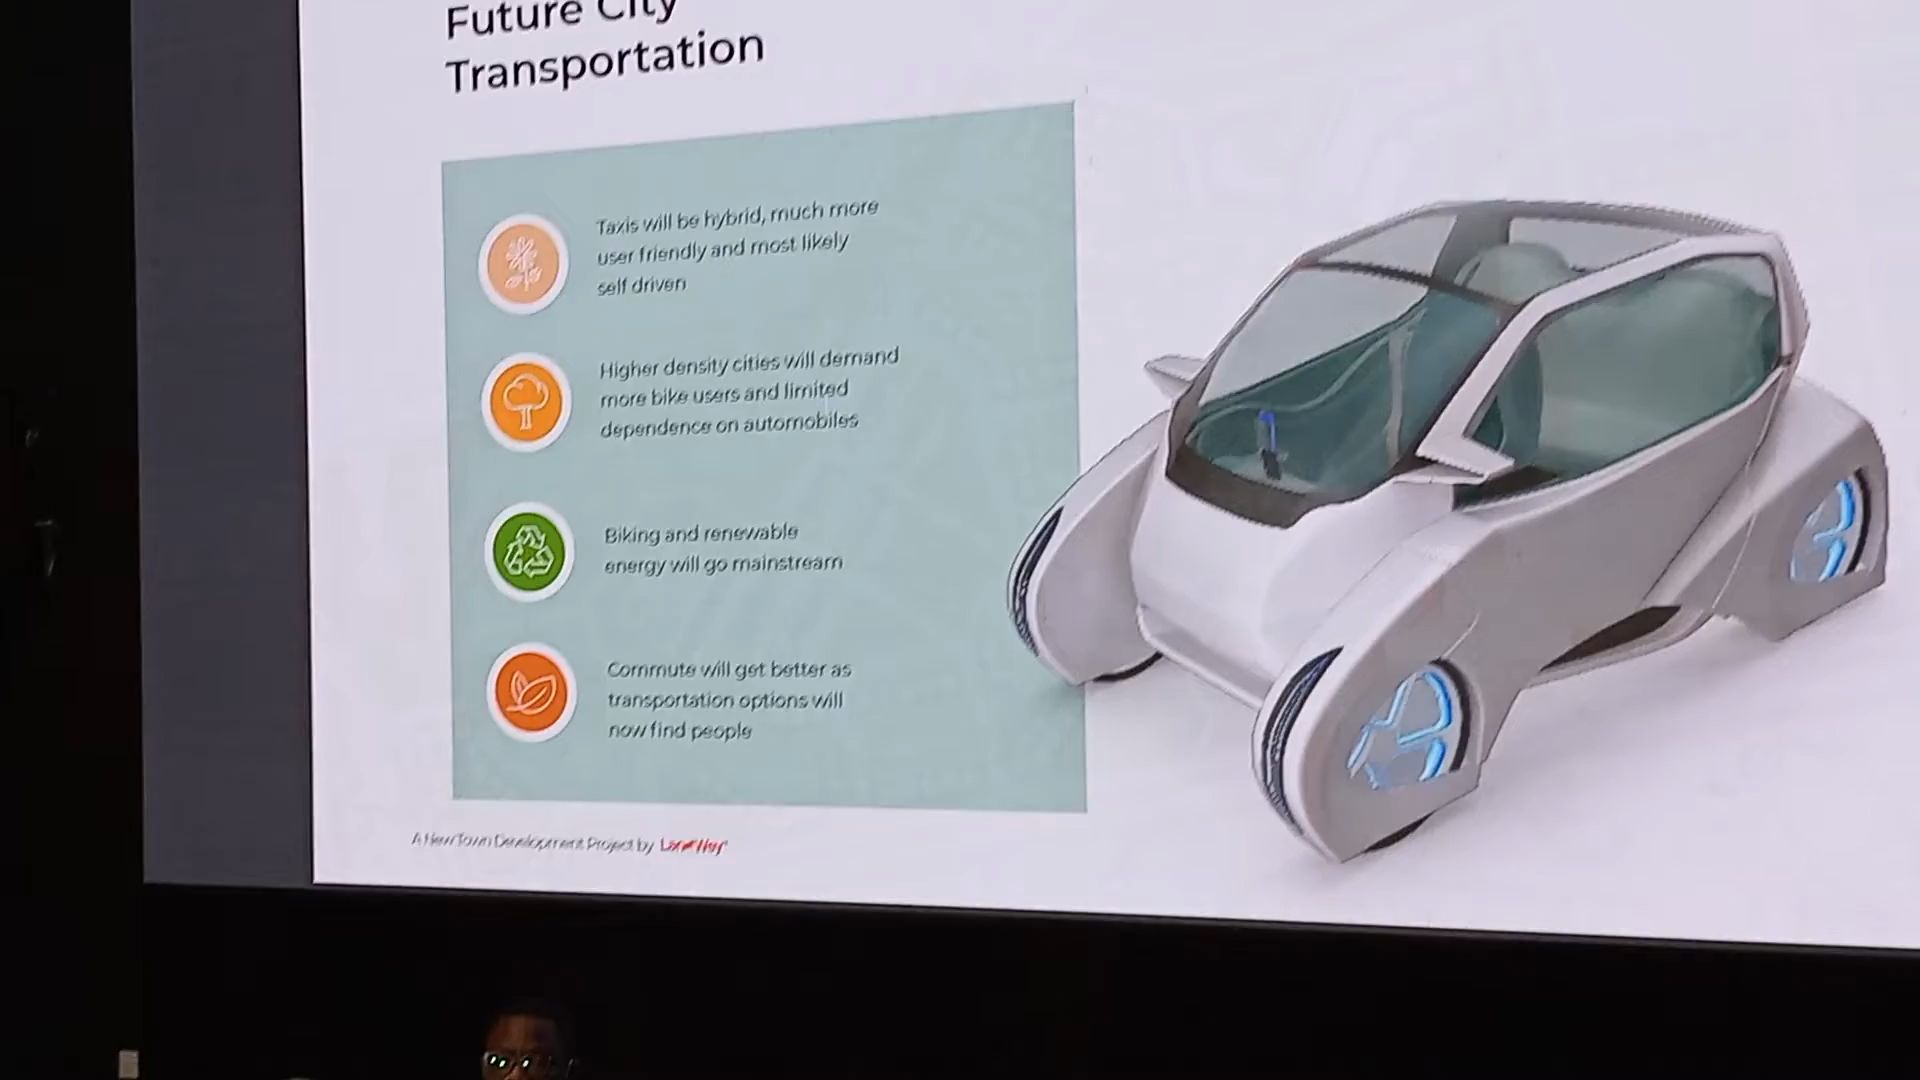 Future City
Transportation
Taxis will be hybrid, much more
user friendly and most likely
self driven
Higher density cities will demand
more bike users and limited
dependence on automobiles
Biking and renewable
energy will go mainstream
Commute will get better as
transportation options will
now find people
A New Town Development Project by